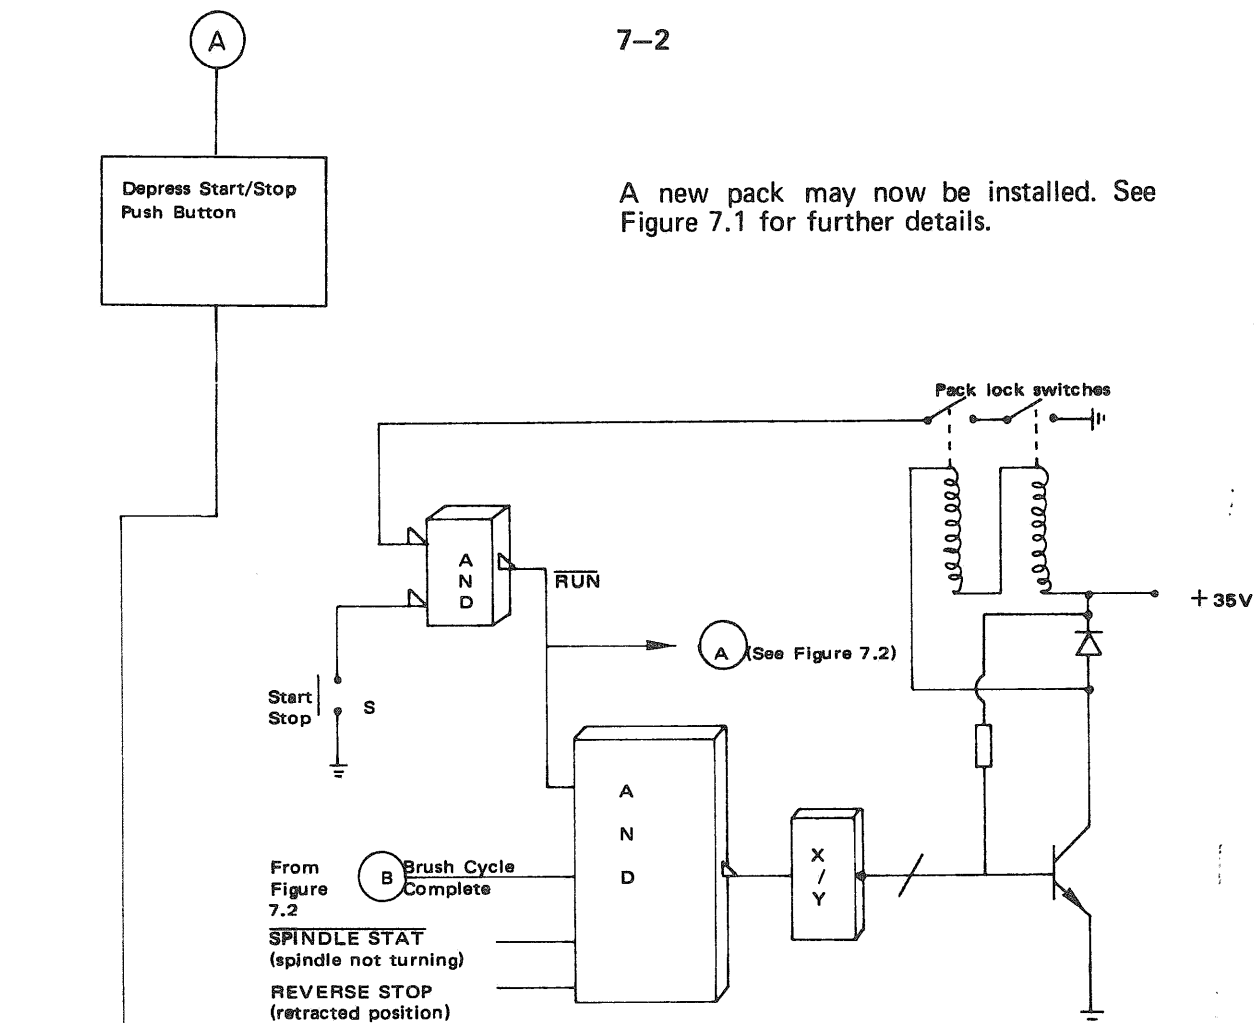 A
7—2
Depress Start/Stop
Push Button
A new pack may now be installed. See
Figure 7.1 for further details.
Pack lock switches
A
N
D
RUN
+35V
A (See Figure 7.2)
Start
Stop
S
A
N
D
X
/
Y
From
Figure
7.2
B
Brush Cycle
Complete
SPINDLE STAT
(spindle not turning)
REVERSE STOP
(retracted position)